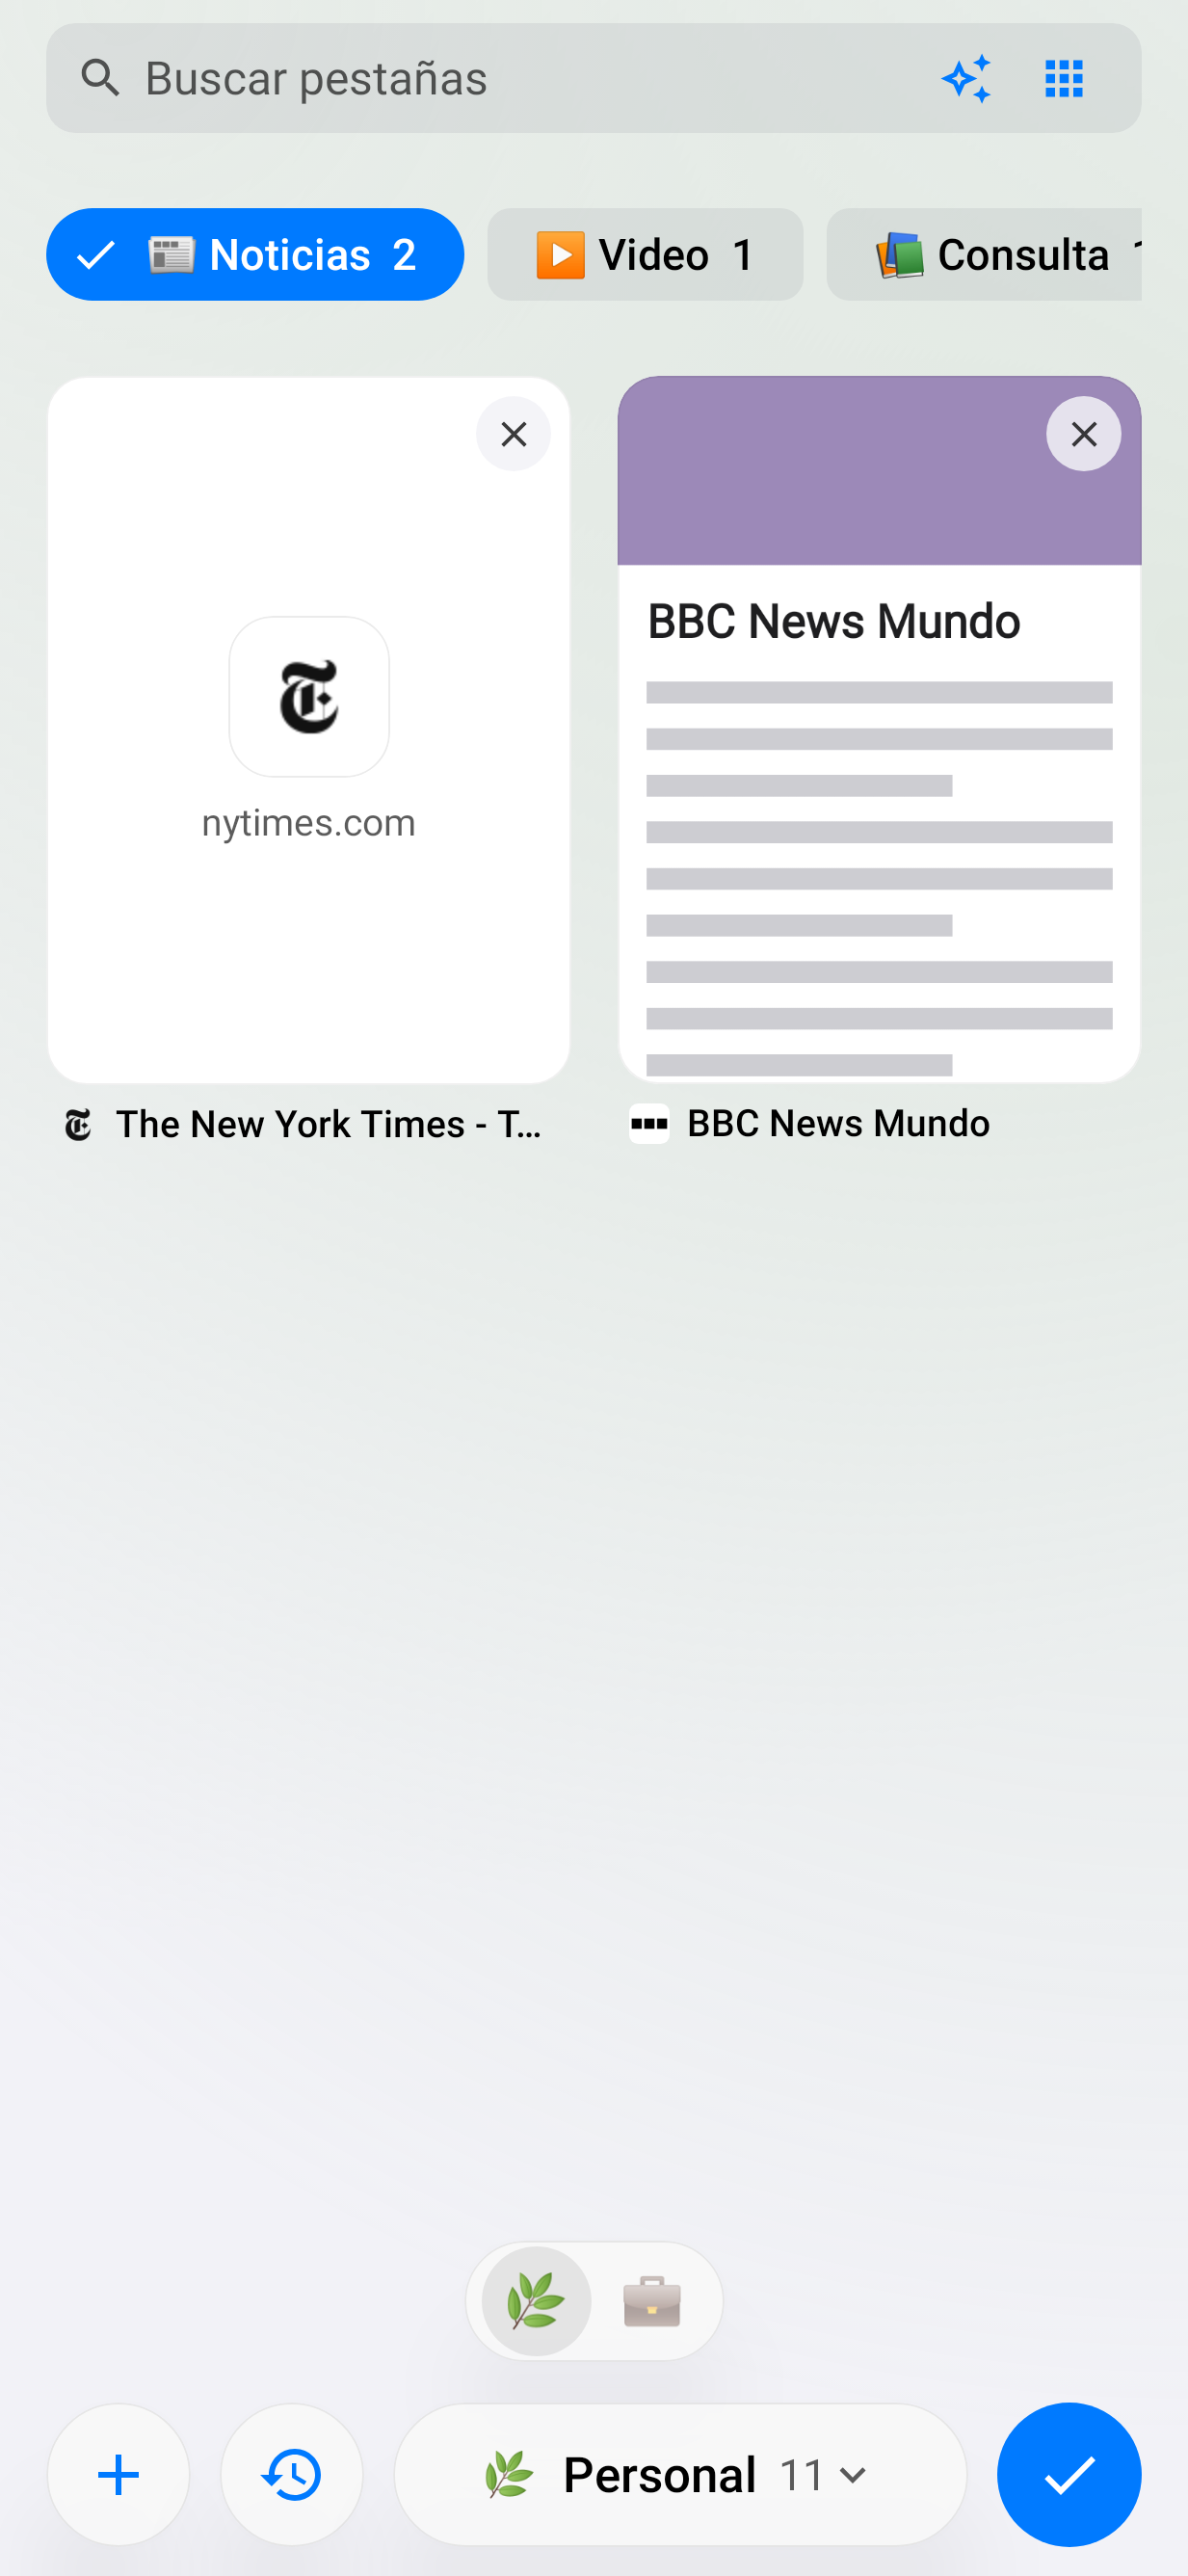 Buscar pestañas
Noticias 2
Video 1
Consulta
nytimes.com
BBC News Mundo
The New York Times - T...
BBC News Mundo
Personal 11